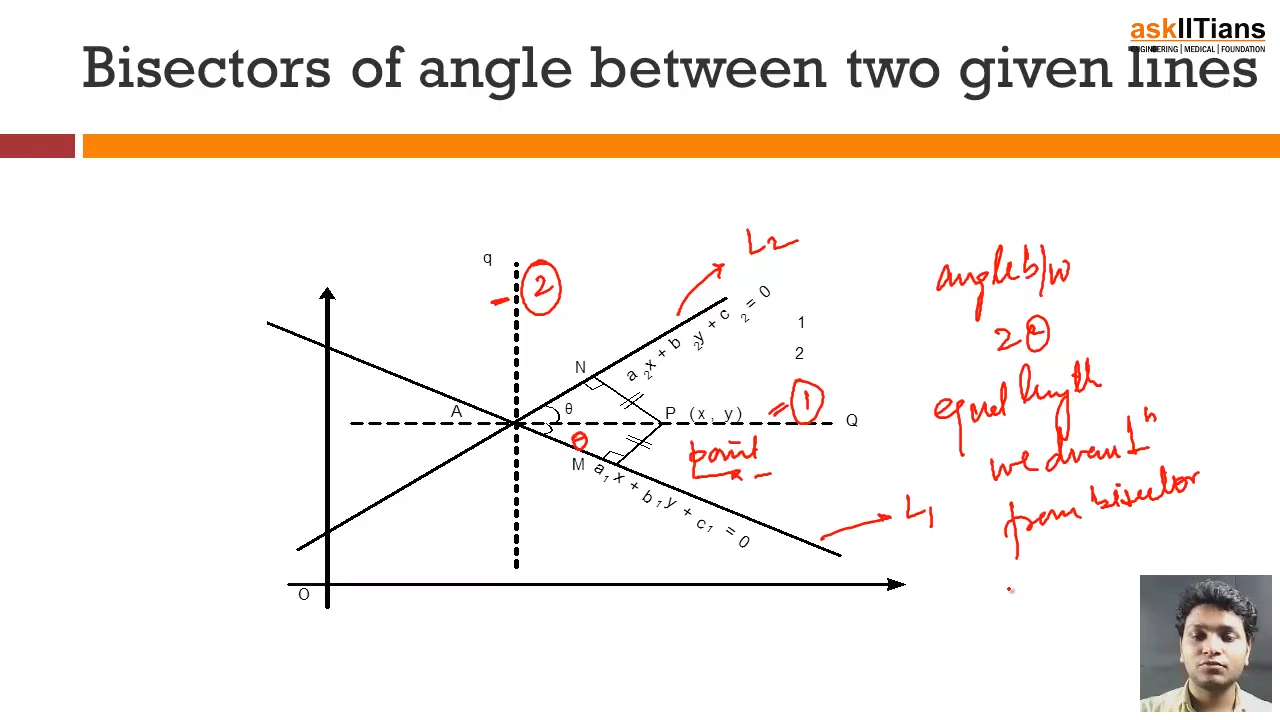 askIITians
ENGINEERING | MEDICAL | FOUNDATION
Bisectors of angle between two given lines
L2
q
2
angle b/w
2θ
a₂x + b₂y + c₂ = 0
1
2
N
equal length
θ
A
P (x, y)
= 1
Q
θ
we drawn ⊥ʳ
point
M
a₁x + b₁y + c₁ = 0
from bisector
L₁
O